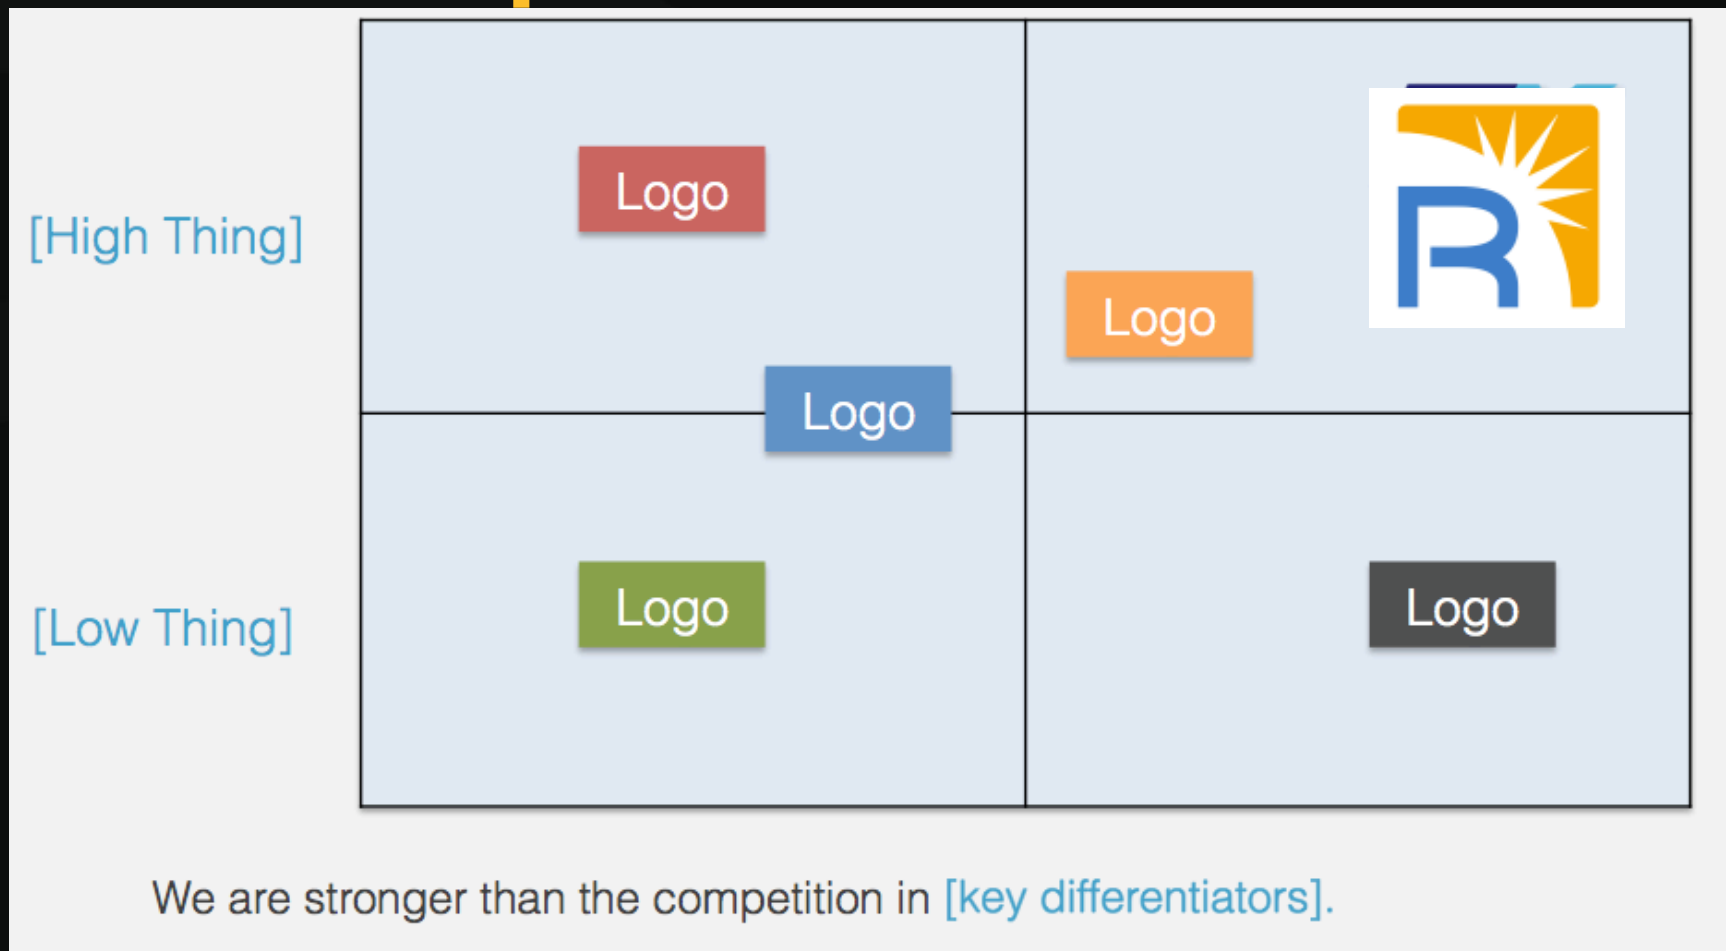 Logo
[High Thing]
R
Logo
Logo
Logo
Logo
[Low Thing]
We are stronger than the competition in [key differentiators].